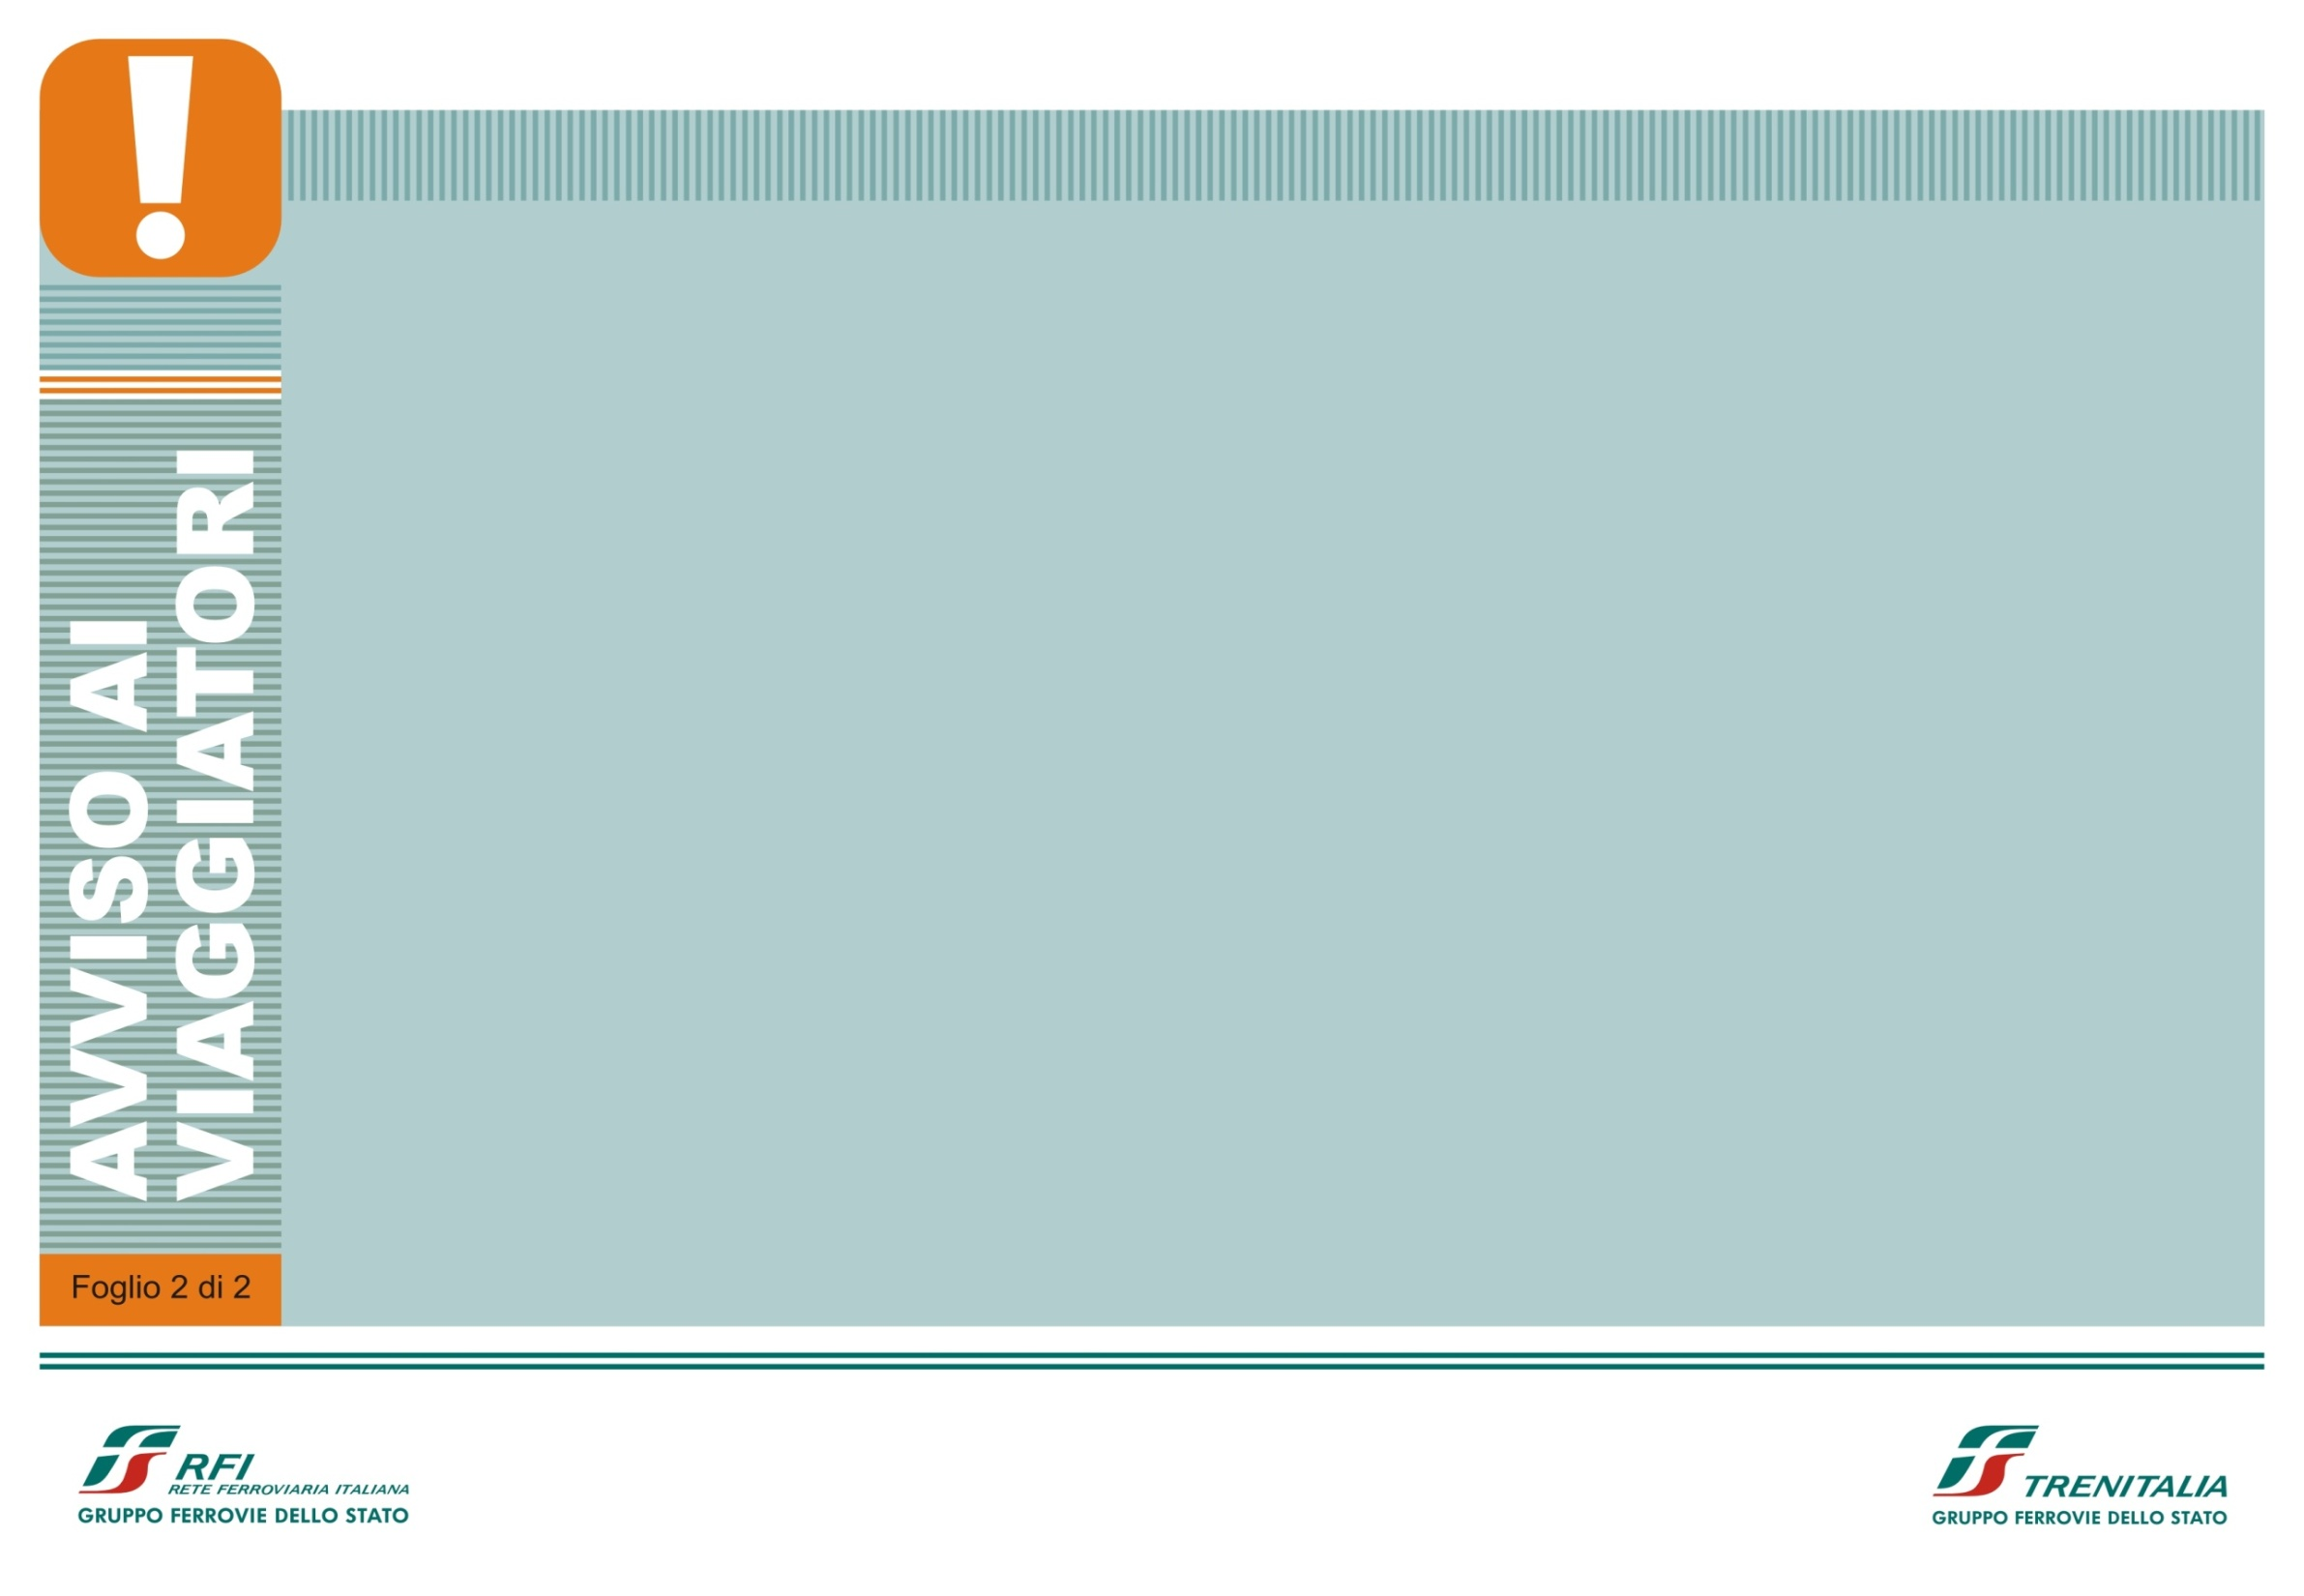 !
AVVISO AI
VIAGGIATORI
Foglio 2 di 2
RFI
RETE FERROVIARIA ITALIANA
GRUPPO FERROVIE DELLO STATO
TRENITALIA
GRUPPO FERROVIE DELLO STATO